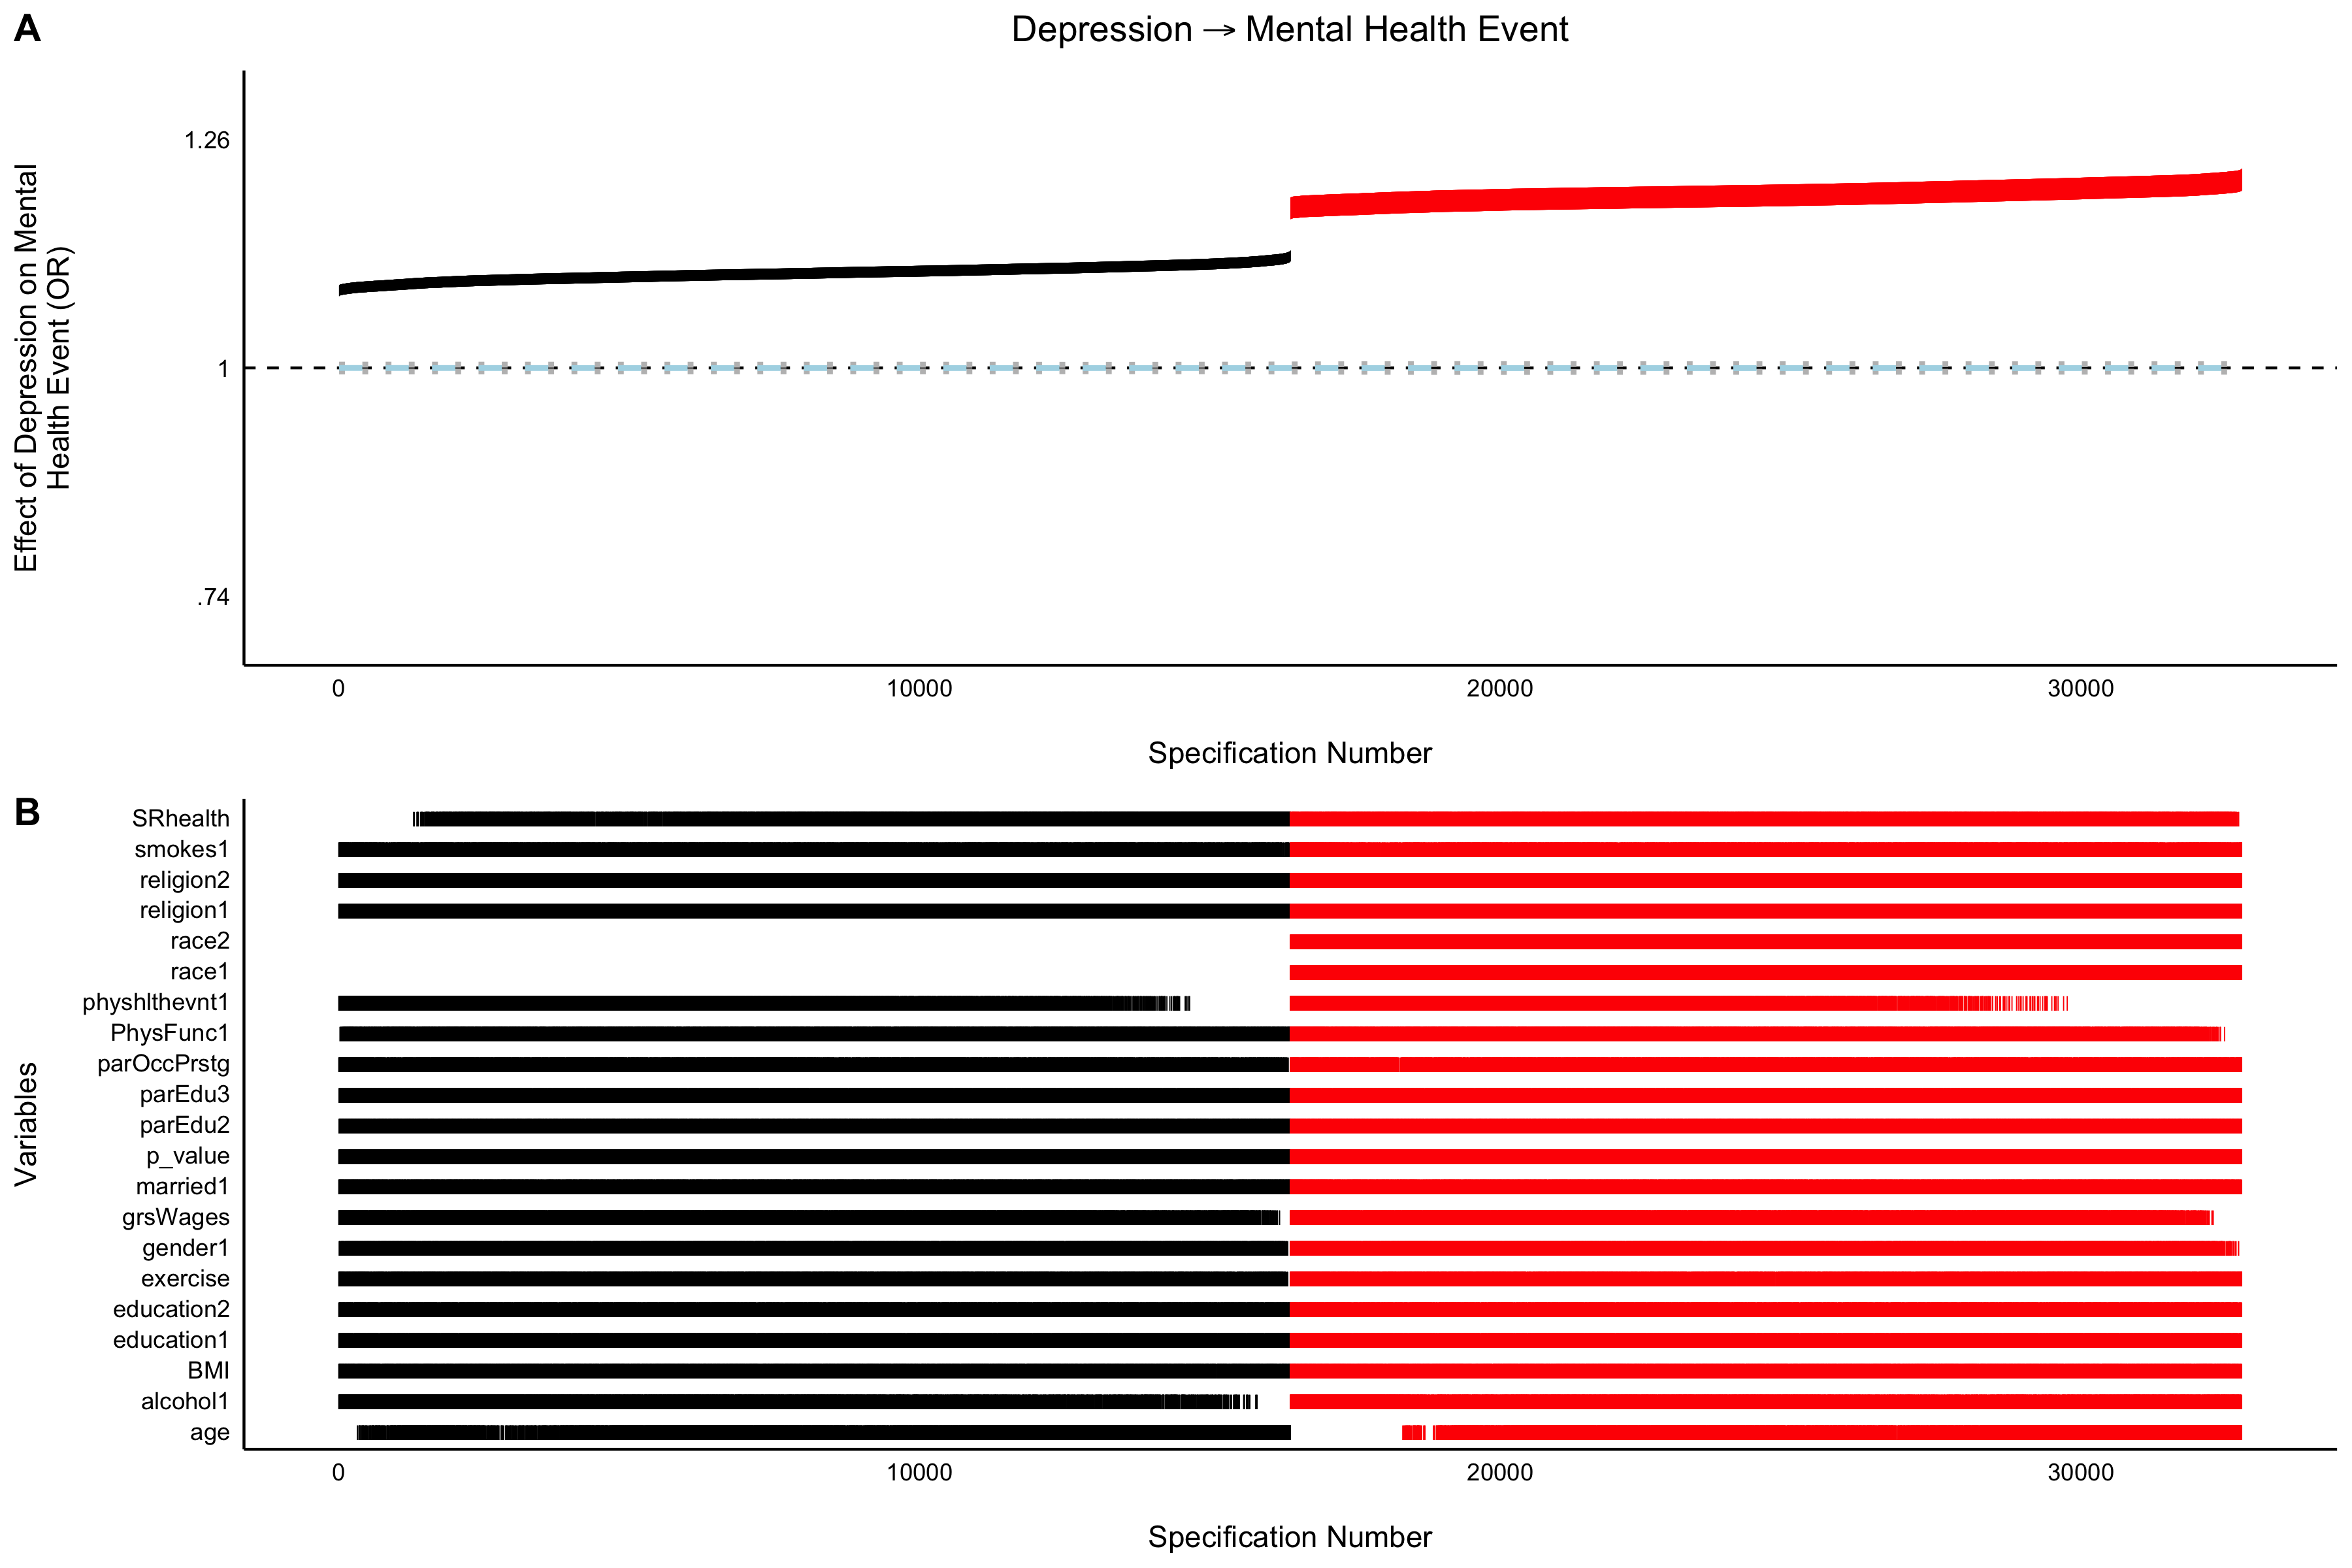 A
Depression → Mental Health Event
Effect of Depression on Mental
Health Event (OR)
1.26
1
.74
0 10000 20000 30000
Specification Number
B
Variables
SRhealth
smokes1
religion2
religion1
race2
race1
physhlthevnt1
PhysFunc1
parOccPrstg
parEdu3
parEdu2
p_value
married1
grsWages
gender1
exercise
education2
education1
BMI
alcohol1
age
0 10000 20000 30000
Specification Number